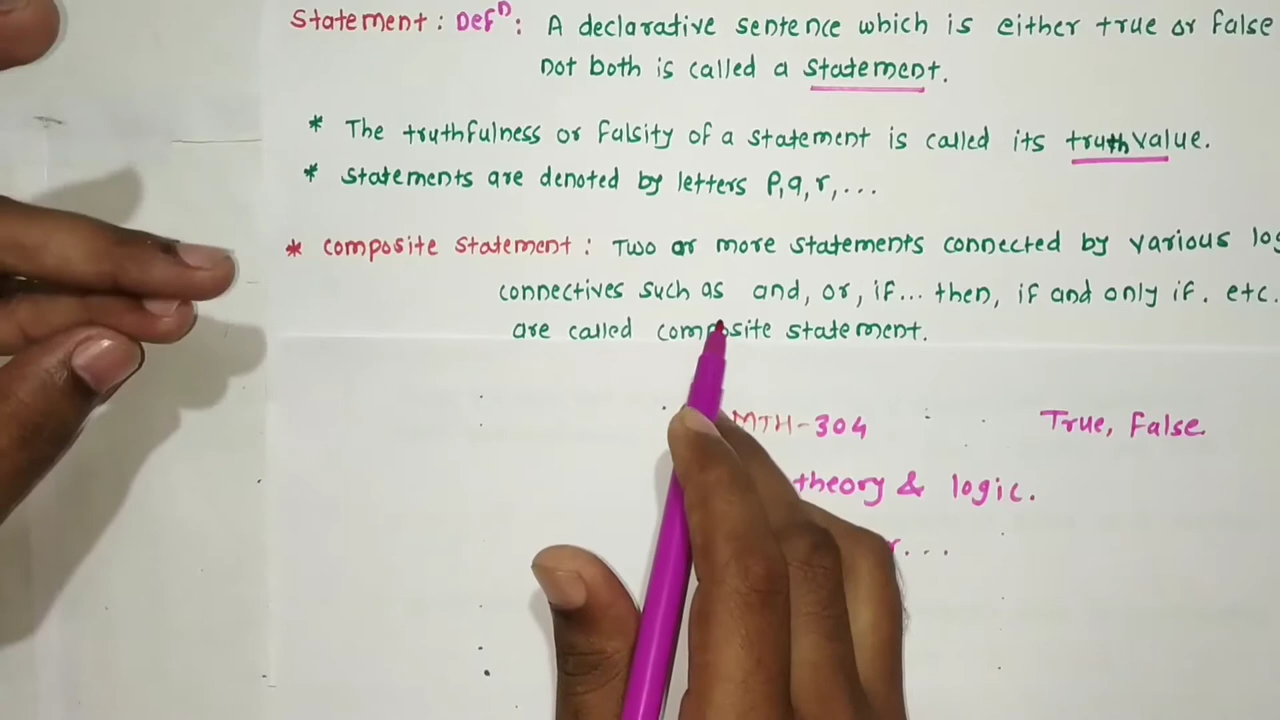 Statement: Defⁿ: A declarative sentence which is either true or false
not both is called a statement.
* The truthfulness or falsity of a statement is called its truth value.
* statements are denoted by letters p, q, r, ...
* composite statement: Two or more statements connected by various
connectives such as and, or, if... then, if and only if. etc.
are called composite statement.
MTH-304 True, False
theory & logic.
...